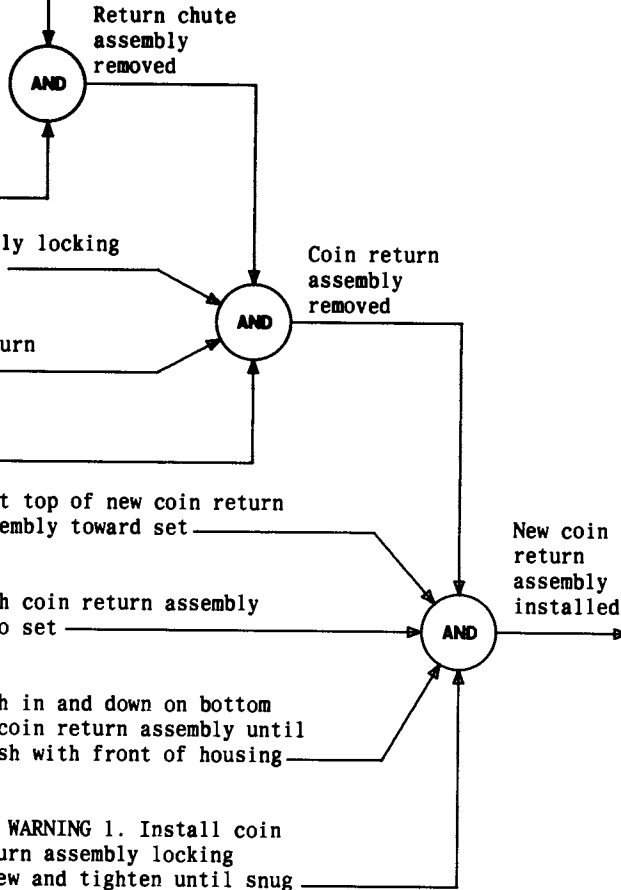 Return chute
assembly
removed
AND
ly locking
Coin return
assembly
removed
AND
urn
t top of new coin return
embly toward set
New coin
return
assembly
installed
h coin return assembly
o set
AND
h in and down on bottom
coin return assembly until
sh with front of housing
WARNING 1. Install coin
urn assembly locking
ew and tighten until snug